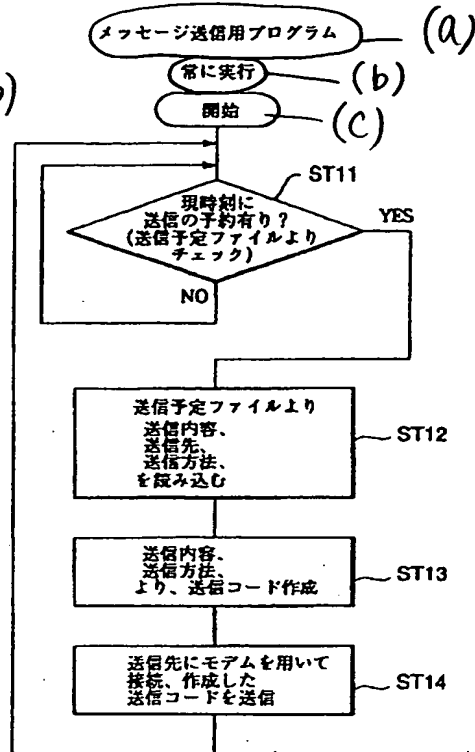 メッセージ送信用プログラム
(a)
常に実行
(b)
開始
(c)
ST11
現時刻に
送信の予約有り?
(送信予定ファイルより
チェック)
YES
NO
送信予定ファイルより
送信内容、
送信先、
送信方法、
を読み込む
ST12
送信内容、
送信方法、
より、送信コード作成
ST13
送信先にモデムを用いて
接続、作成した
送信コードを送信
ST14